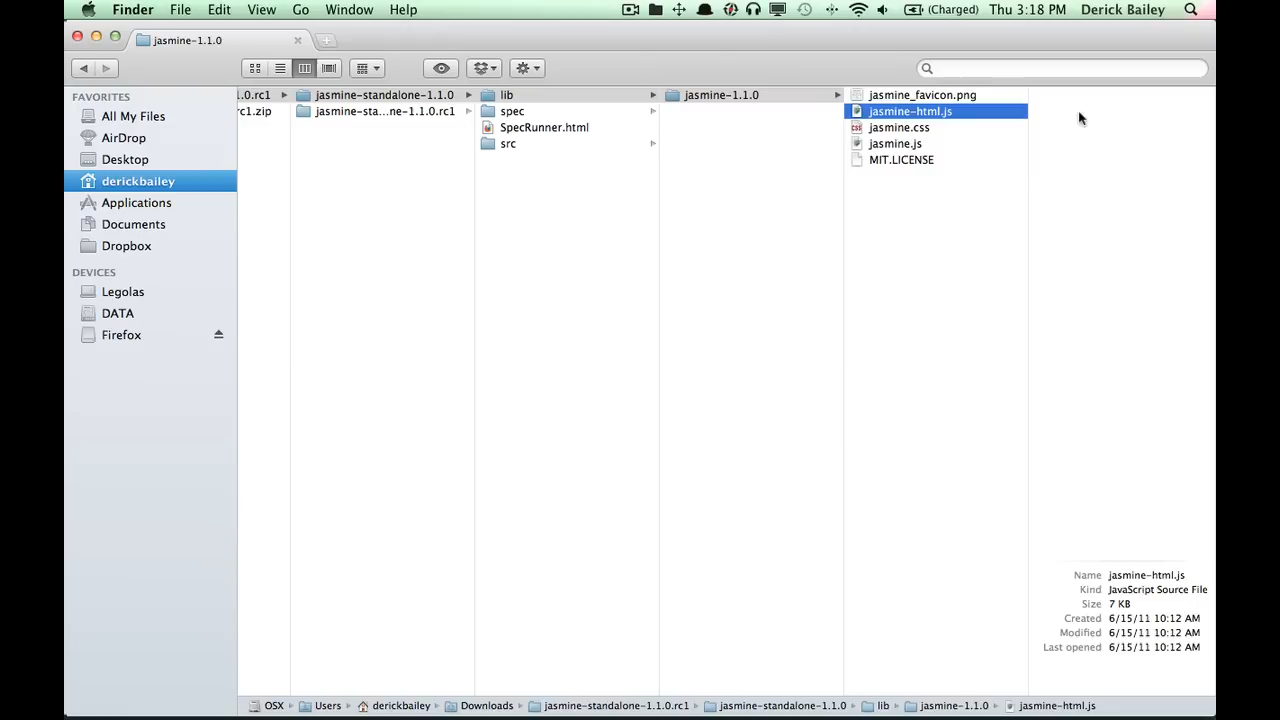 Finder File Edit View Go Window Help (Charged) Thu 3:18 PM Derick Bailey
jasmine-1.1.0
FAVORITES
All My Files
AirDrop
Desktop
derickbailey
Applications
Documents
Dropbox
DEVICES
Legolas
DATA
Firefox
.0.rc1
rc1.zip
jasmine-standalone-1.1.0
jasmine-sta...ne-1.1.0.rc1
lib
spec
SpecRunner.html
src
jasmine-1.1.0
jasmine_favicon.png
jasmine-html.js
jasmine.css
jasmine.js
MIT.LICENSE
Name jasmine-html.js
Kind JavaScript Source File
Size 7 KB
Created 6/15/11 10:12 AM
Modified 6/15/11 10:12 AM
Last opened 6/15/11 10:12 AM
OSX Users derickbailey Downloads jasmine-standalone-1.1.0.rc1 jasmine-standalone-1.1.0 lib jasmine-1.1.0 jasmine-html.js